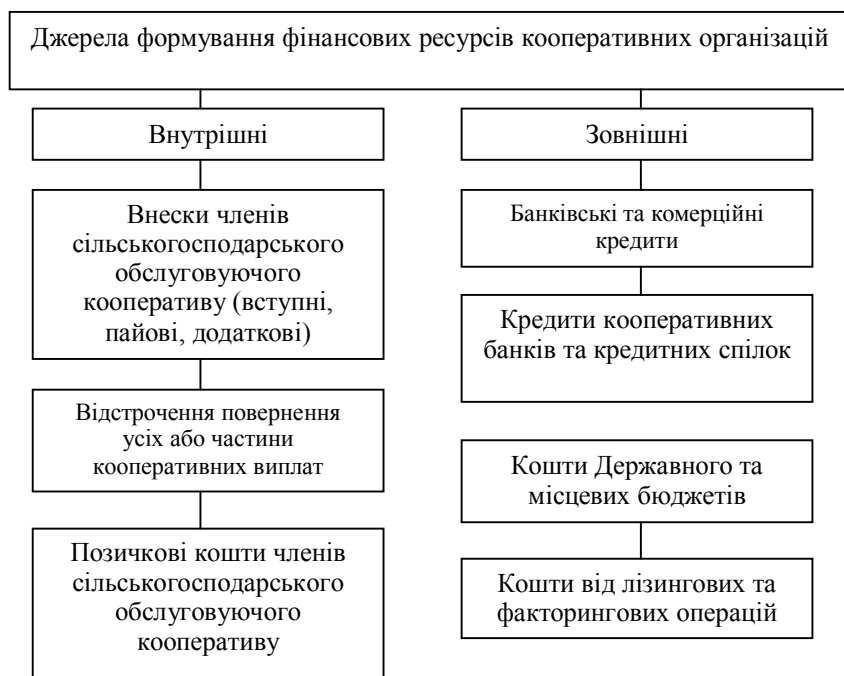 Джерела формування фінансових ресурсів кооперативних організацій
Внутрішні
Внески членів
сільськогосподарського
обслуговуючого
кооперативу (вступні,
пайові, додаткові)
Відстрочення повернення
усіх або частини
кооперативних виплат
Позичкові кошти членів
сільськогосподарського
обслуговуючого
кооперативу
Зовнішні
Банківські та комерційні
кредити
Кредити кооперативних
банків та кредитних спілок
Кошти Державного та
місцевих бюджетів
Кошти від лізингових та
факторингових операцій